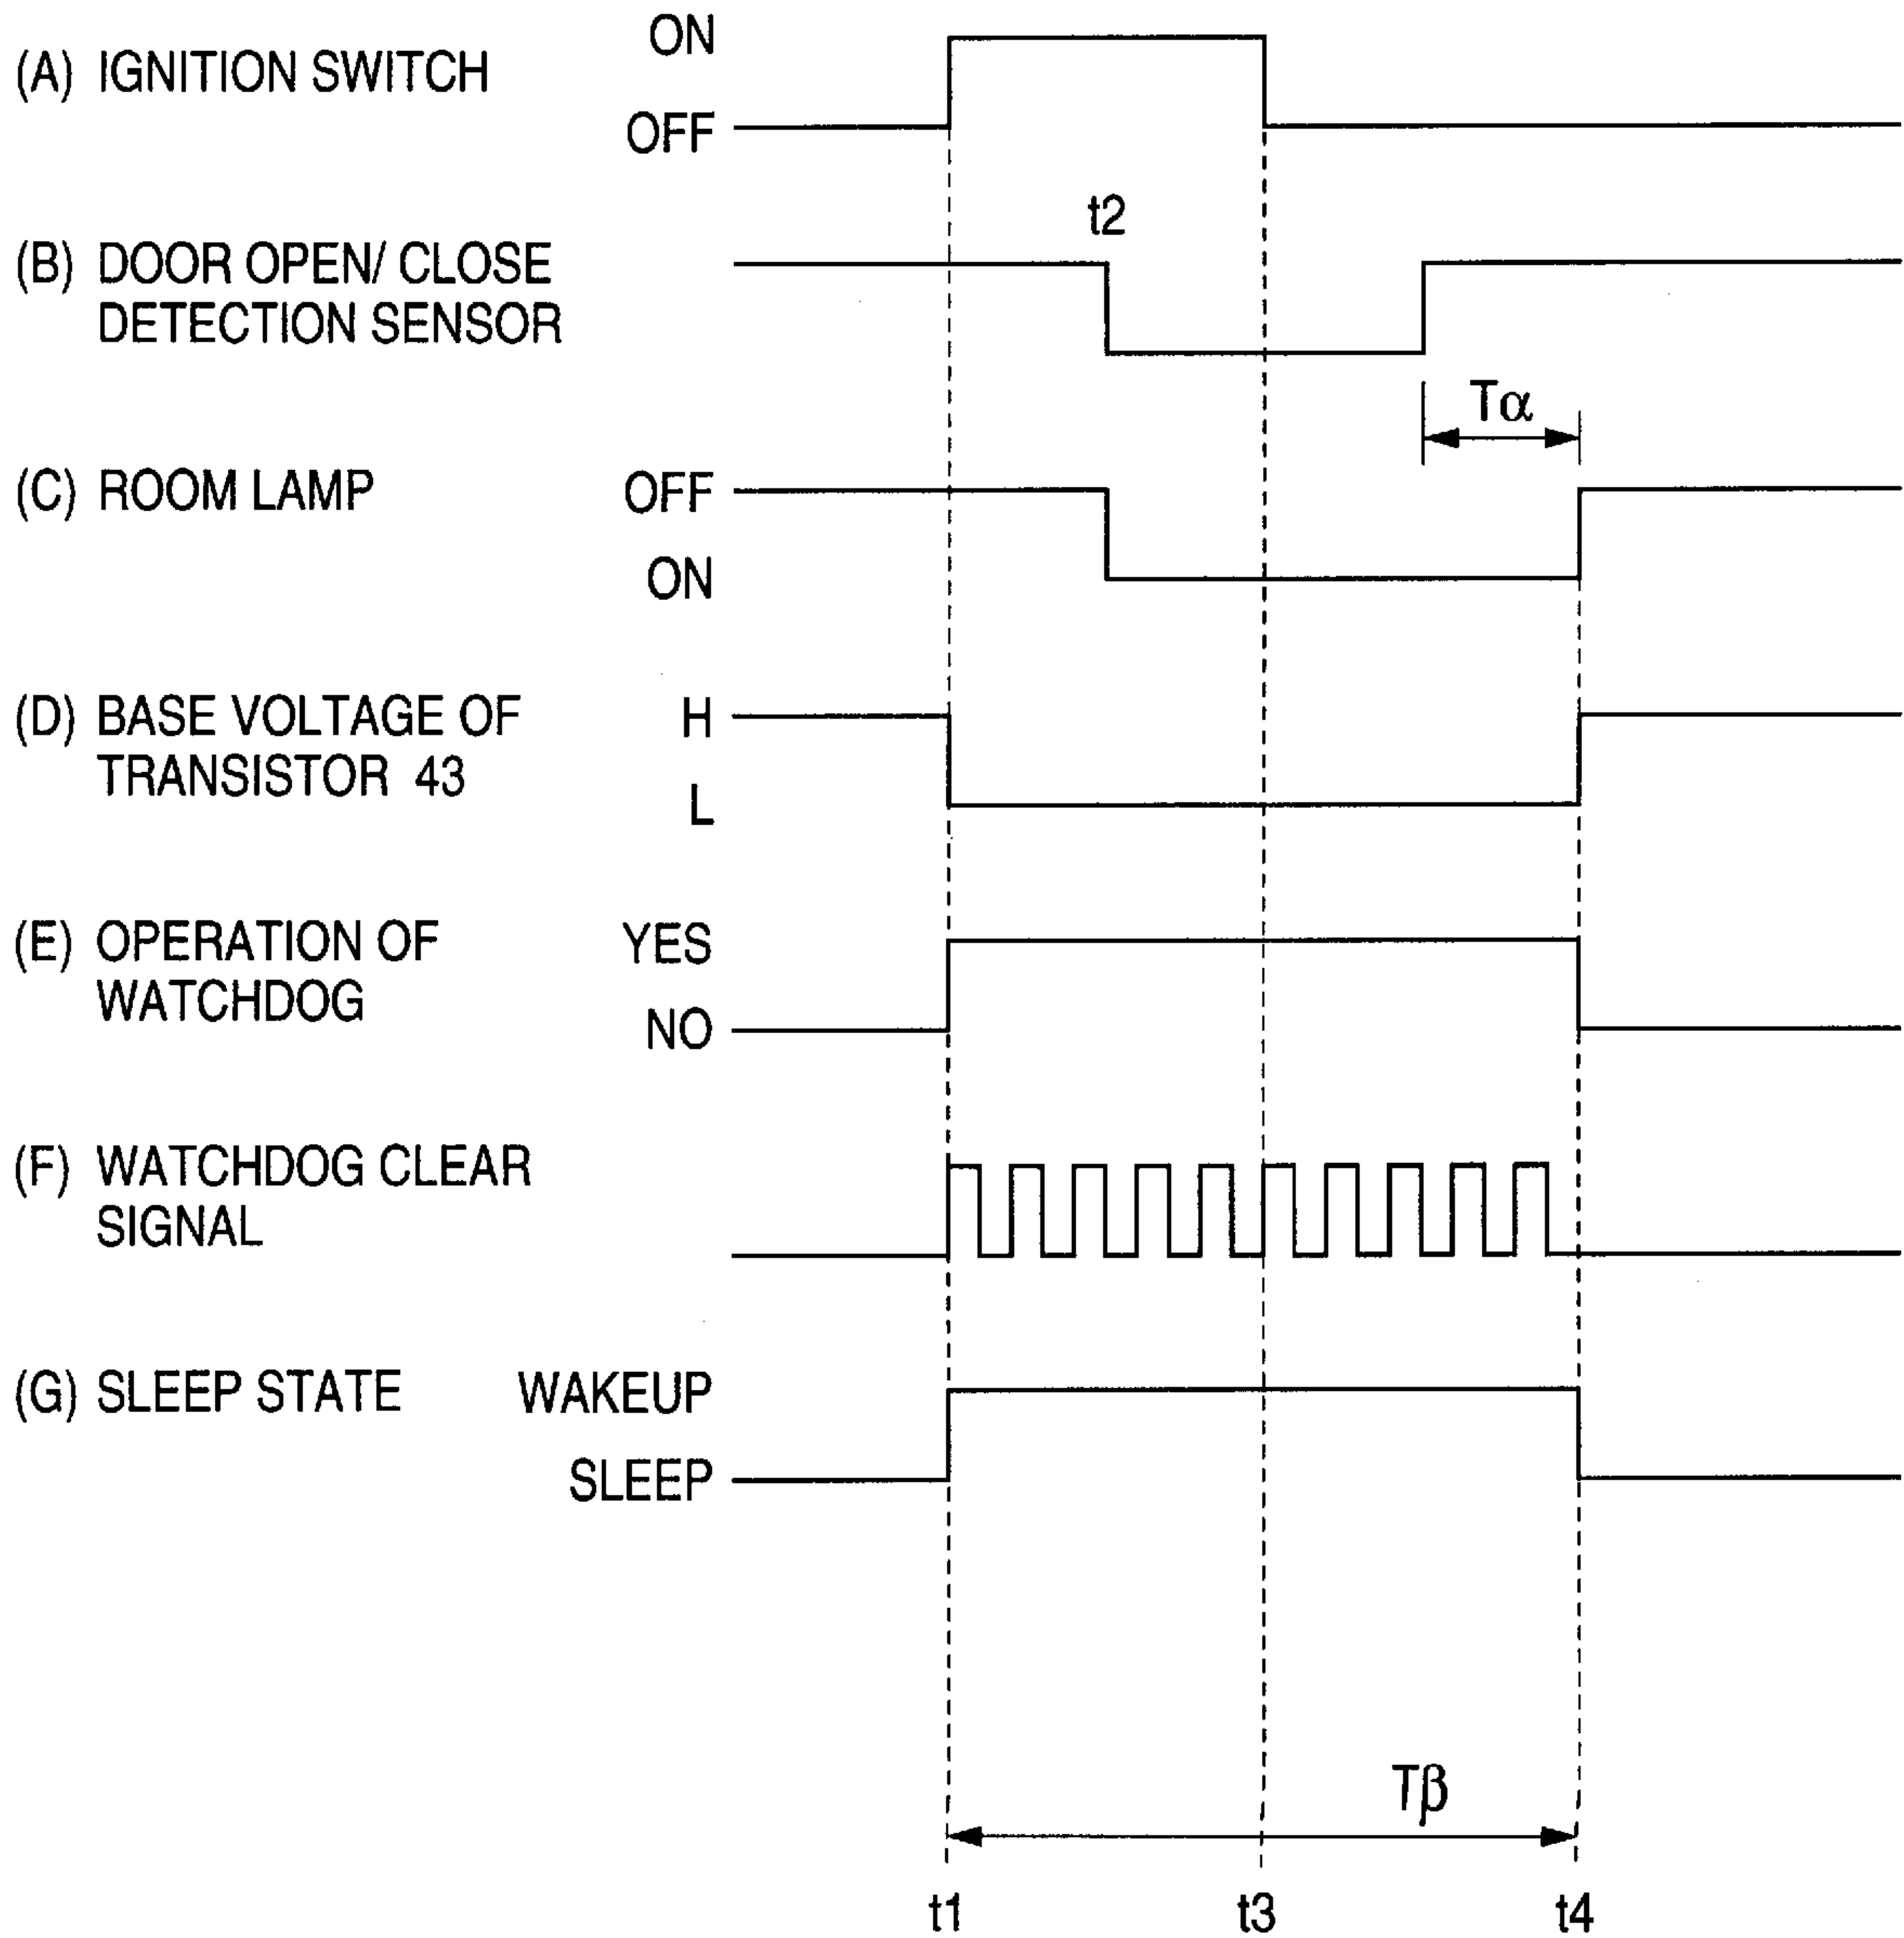 (A) IGNITION SWITCH
ON
OFF
t2
(B) DOOR OPEN/ CLOSE
DETECTION SENSOR
Tα
(C) ROOM LAMP
OFF
ON
(D) BASE VOLTAGE OF
TRANSISTOR 43
H
L
(E) OPERATION OF
WATCHDOG
YES
NO
(F) WATCHDOG CLEAR
SIGNAL
(G) SLEEP STATE
WAKEUP
SLEEP
Tβ
t1
t3
t4